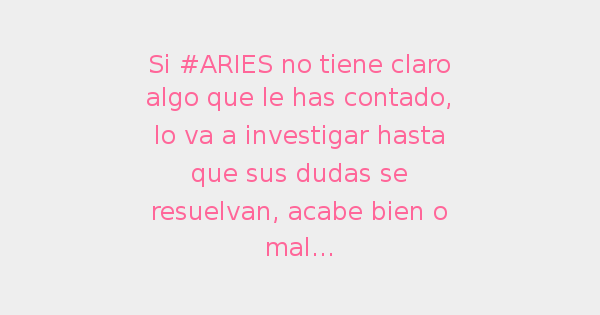 Si #ARIES no tiene claro
algo que le has contado,
lo va a investigar hasta
que sus dudas se
resuelvan, acabe bien o
mal...